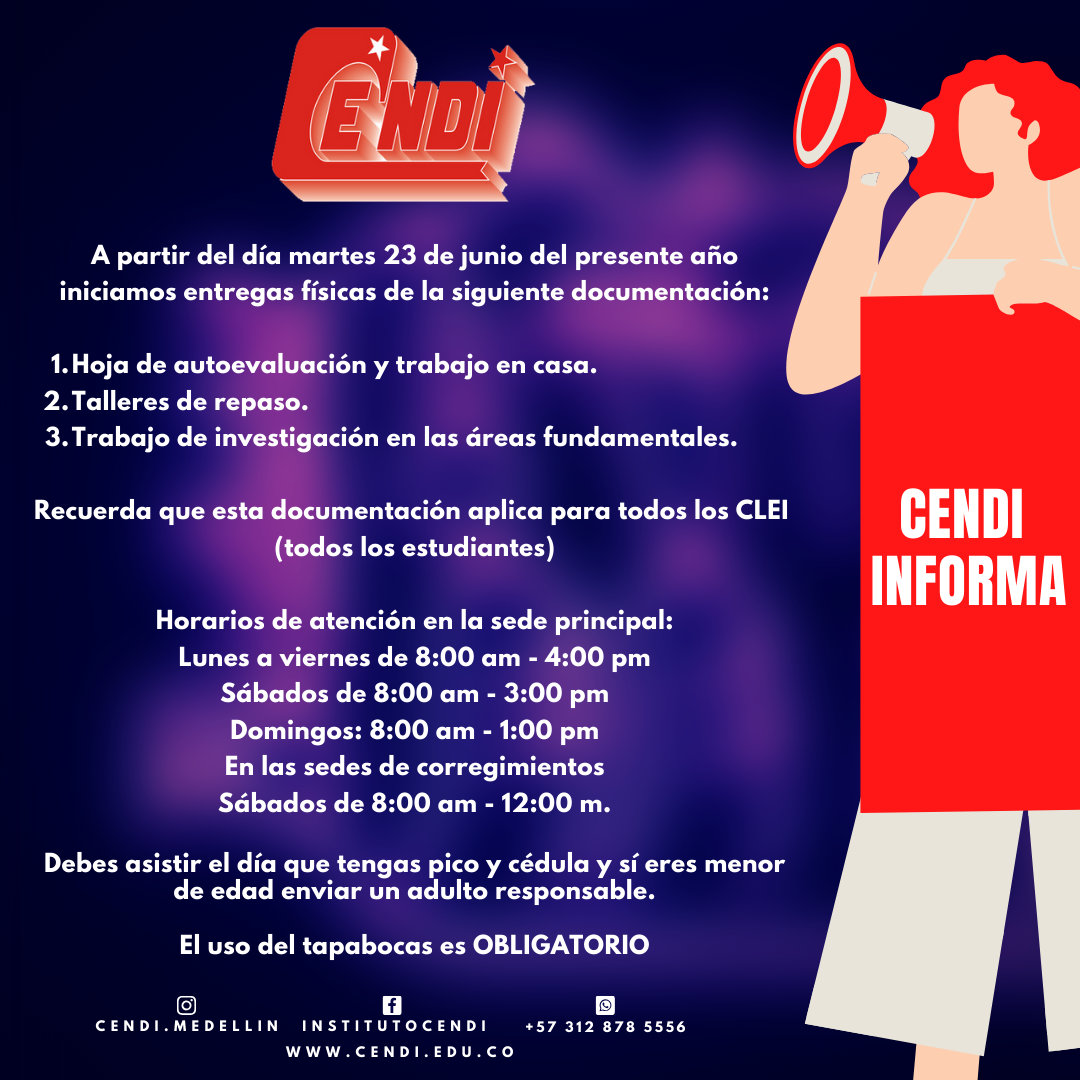 CENDI
A partir del día martes 23 de junio del presente año
iniciamos entregas físicas de la siguiente documentación:
1. Hoja de autoevaluación y trabajo en casa.
2. Talleres de repaso.
3. Trabajo de investigación en las áreas fundamentales.
Recuerda que esta documentación aplica para todos los CLEI
(todos los estudiantes)
Horarios de atención en la sede principal:
Lunes a viernes de 8:00 am - 4:00 pm
Sábados de 8:00 am - 3:00 pm
Domingos: 8:00 am - 1:00 pm
En las sedes de corregimientos
Sábados de 8:00 am - 12:00 m.
Debes asistir el día que tengas pico y cédula y sí eres menor
de edad enviar un adulto responsable.
El uso del tapabocas es OBLIGATORIO
CENDI.MEDELLIN INSTITUTOCENDI +57 312 878 5556
WWW.CENDI.EDU.CO
CENDI
INFORMA